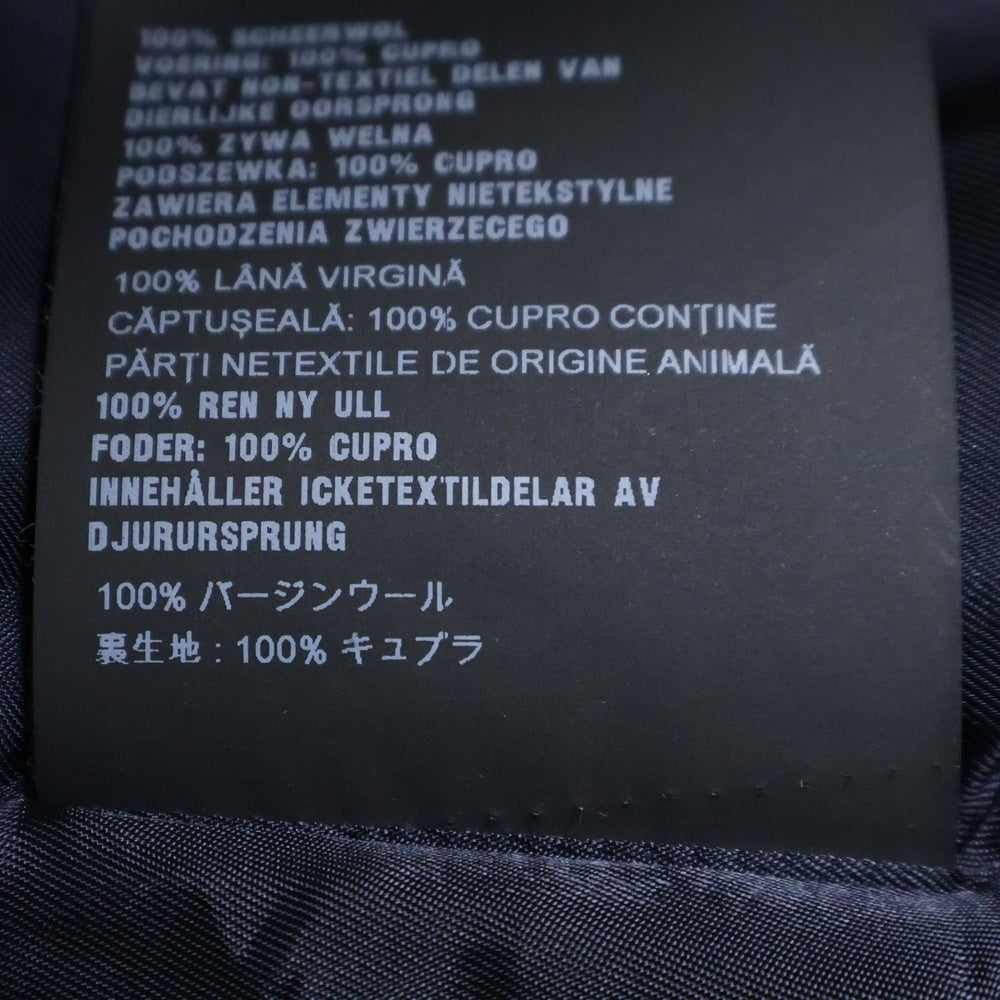 100% SCHEERWOL
VOERING: 100% CUPRO
BEVAT NON-TEXTIEL DELEN VAN
DIERLIJKE OORSPRONG
100% ZYWA WELNA
PODSZEWKA: 100% CUPRO
ZAWIERA ELEMENTY NIETEKSTYLNE
POCHODZENIA ZWIERZECEGO
100% LÂNĂ VIRGINĂ
CĂPTUȘEALĂ: 100% CUPRO CONȚINE
PĂRȚI NETEXTILE DE ORIGINE ANIMALĂ
100% REN NY ULL
FODER: 100% CUPRO
INNEHÅLLER ICKETEXTILDELAR AV
DJURURSPRUNG
100% バージンウール
裏生地 : 100% キュプラ